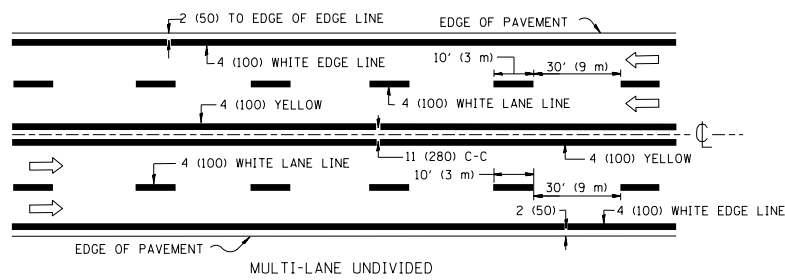 2 (50) TO EDGE OF EDGE LINE
EDGE OF PAVEMENT
4 (100) WHITE EDGE LINE
10' (3 m)
30' (9 m)
4 (100) YELLOW
4 (100) WHITE LANE LINE
CL
4 (100) WHITE LANE LINE
11 (280) C-C
4 (100) YELLOW
10' (3 m)
30' (9 m)
2 (50)
4 (100) WHITE EDGE LINE
EDGE OF PAVEMENT
MULTI-LANE UNDIVIDED